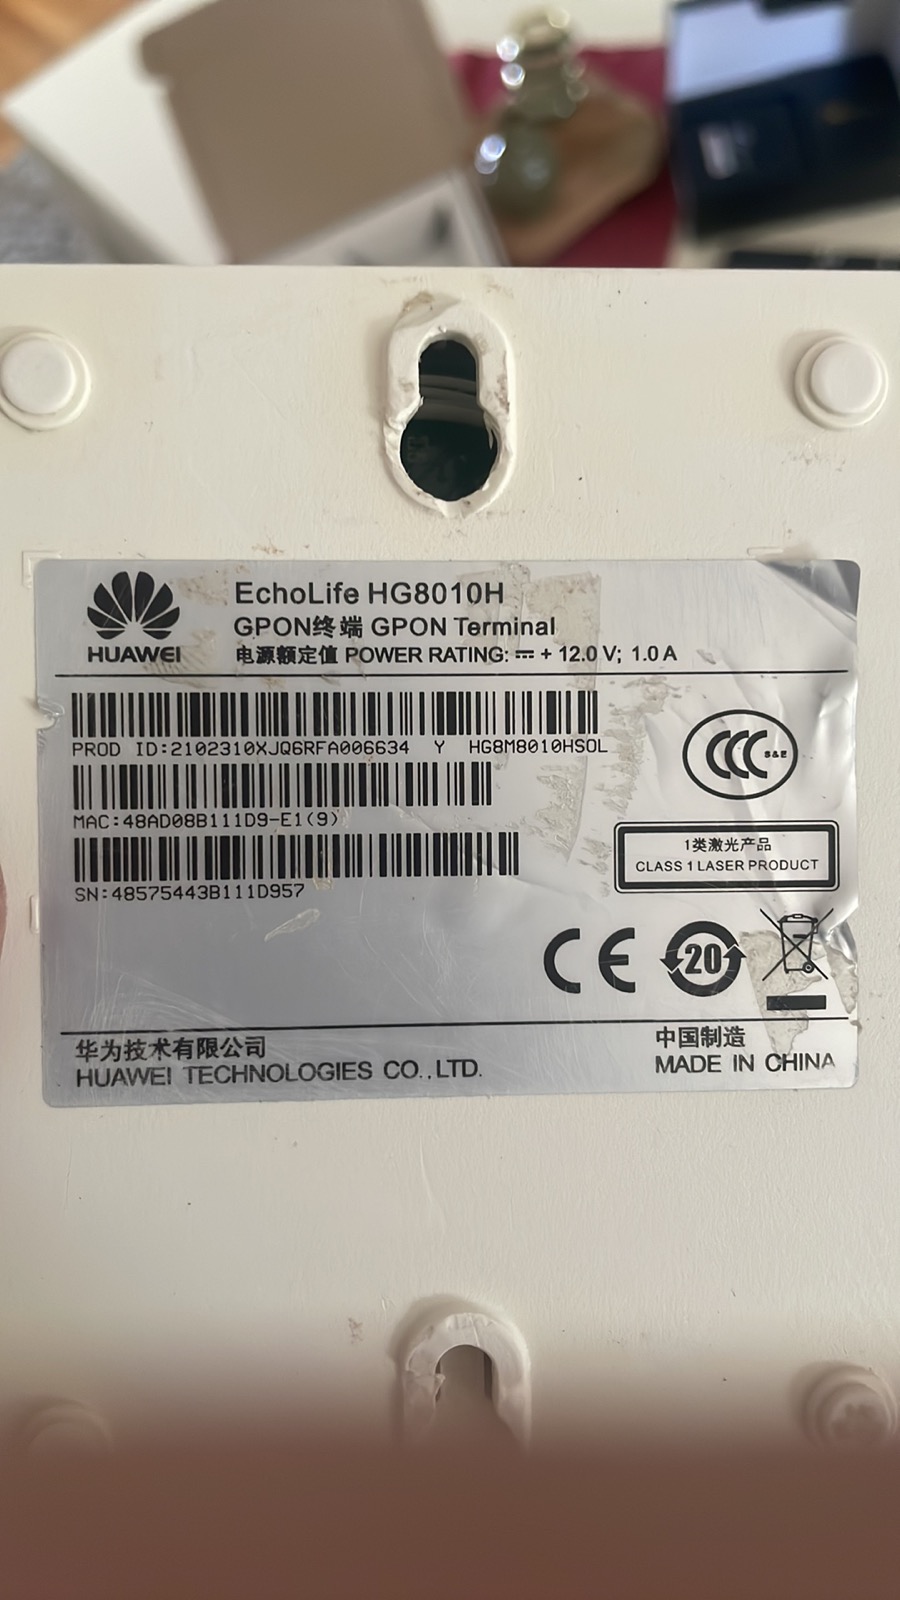 HUAWEI
EchoLife HG8010H
GPON终端 GPON Terminal
电源额定值 POWER RATING: ⎓ + 12.0 V; 1.0 A
PROD ID:2102310XJQ6RFA006634 Y HG8M8010HSOL
MAC:48AD08B111D9-E1(9)
SN:48575443B111D957
CCC S&E
1类激光产品
CLASS 1 LASER PRODUCT
CE
20
华为技术有限公司
HUAWEI TECHNOLOGIES CO.,LTD.
中国制造
MADE IN CHINA